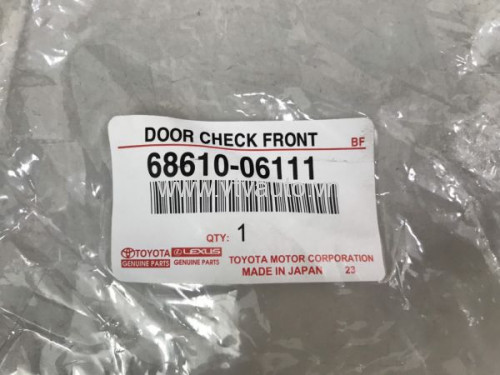 DOOR CHECK FRONT BF
68610-06111
QTY: 1
TOYOTA LEXUS
GENUINE PARTS GENUINE PARTS
TOYOTA MOTOR CORPORATION
MADE IN JAPAN 23